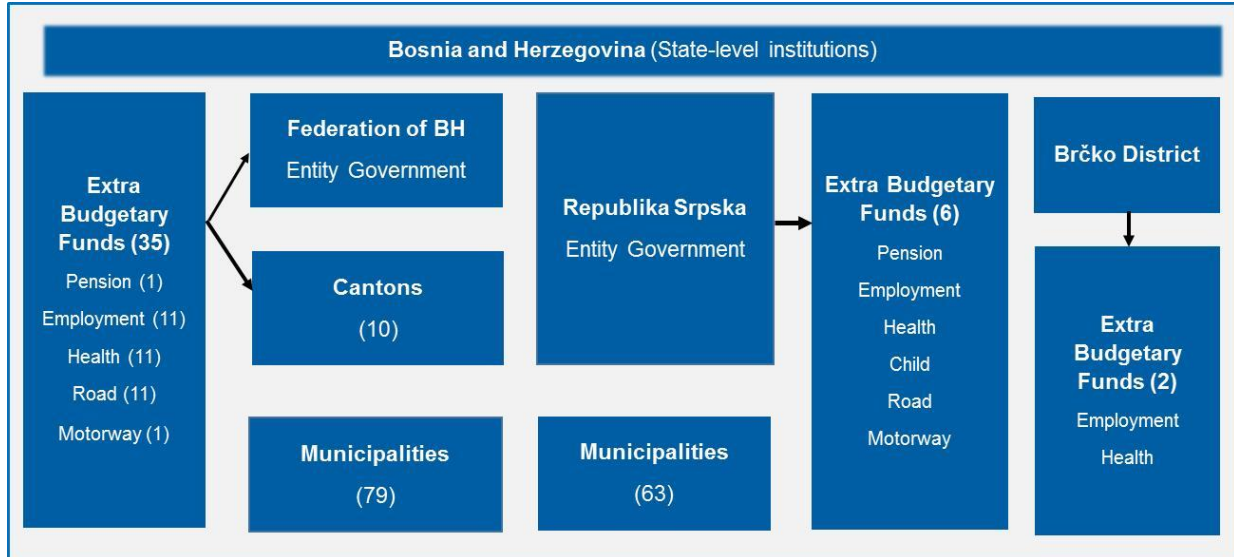 Bosnia and Herzegovina (State-level institutions)
Extra
Budgetary
Funds (35)
Pension (1)
Employment (11)
Health (11)
Road (11)
Motorway (1)
Federation of BH
Entity Government
Cantons
(10)
Municipalities
(79)
Republika Srpska
Entity Government
Municipalities
(63)
Extra Budgetary
Funds (6)
Pension
Employment
Health
Child
Road
Motorway
Brčko District
Extra
Budgetary
Funds (2)
Employment
Health